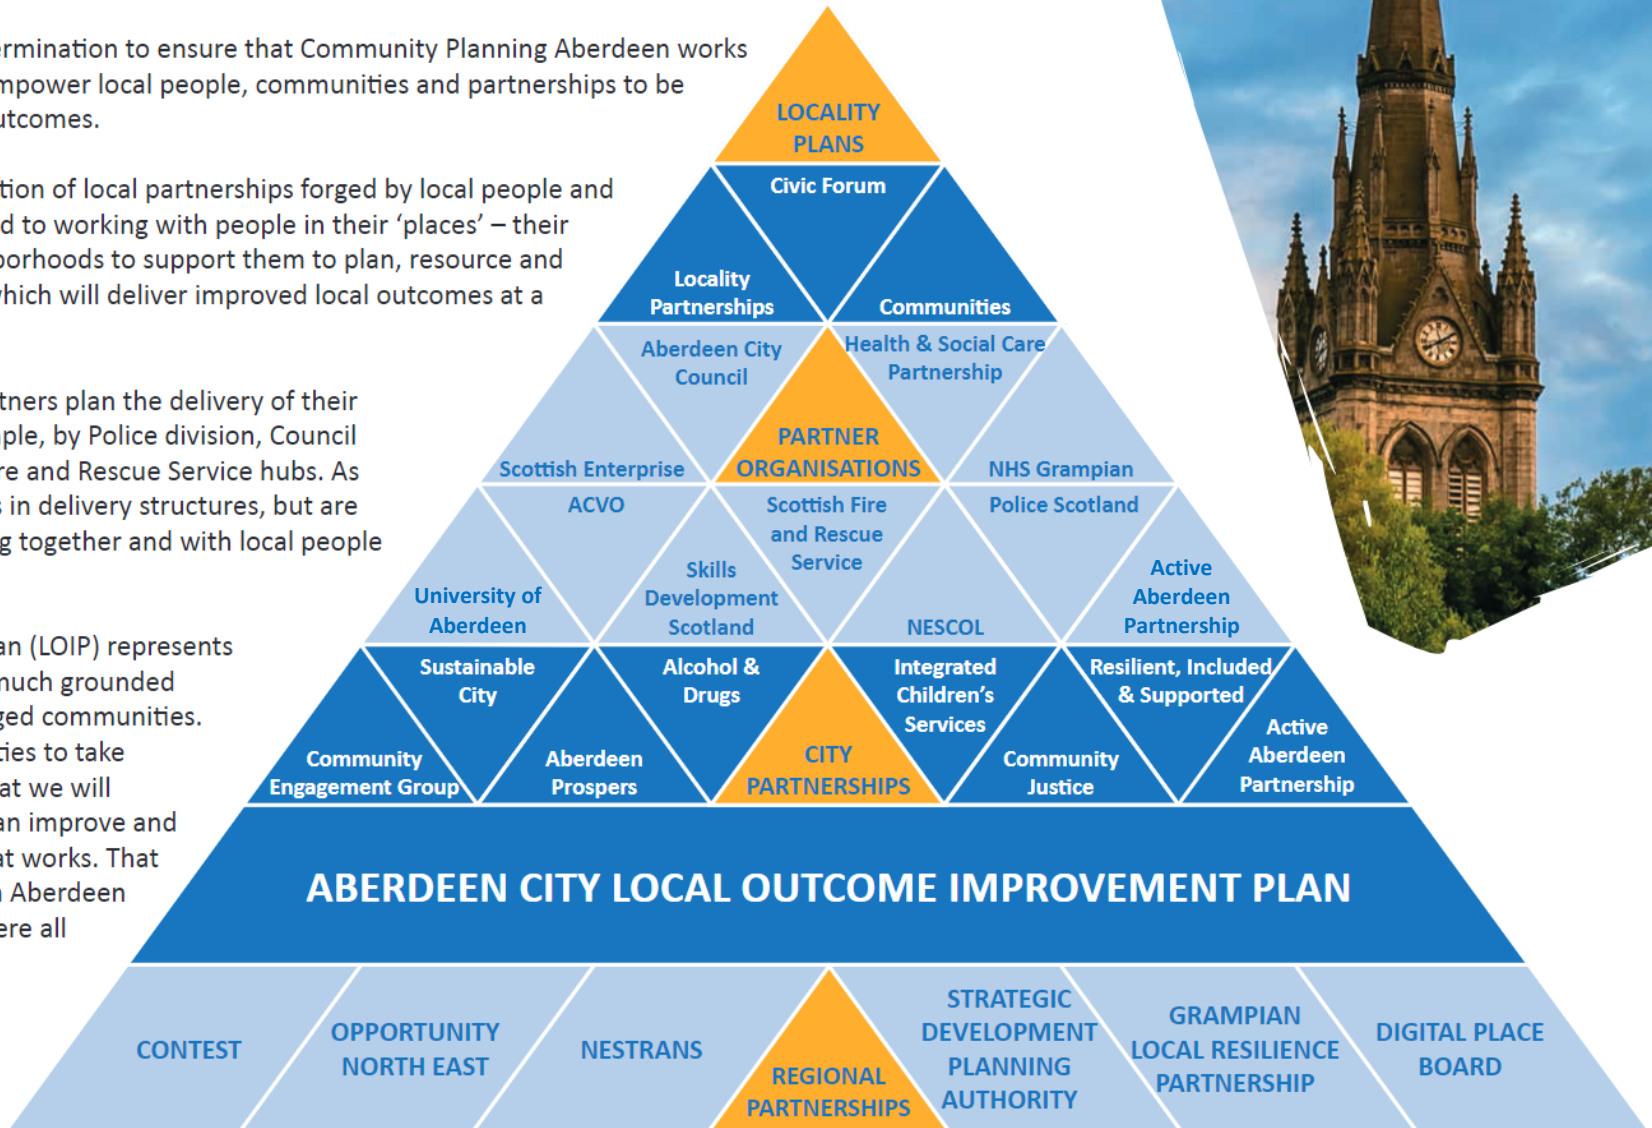 ermination to ensure that Community Planning Aberdeen works
mpower local people, communities and partnerships to be
utcomes.
tion of local partnerships forged by local people and
d to working with people in their ‘places’ – their
borhoods to support them to plan, resource and
which will deliver improved local outcomes at a
tners plan the delivery of their
ple, by Police division, Council
re and Rescue Service hubs. As
s in delivery structures, but are
g together and with local people
an (LOIP) represents
much grounded
ged communities.
ties to take
at we will
an improve and
at works. That
n Aberdeen
ere all
LOCALITY
PLANS
Civic Forum
Locality
Partnerships
Communities
Aberdeen City
Council
Health & Social Care
Partnership
Scottish Enterprise
PARTNER
ORGANISATIONS
NHS Grampian
ACVO
Scottish Fire
and Rescue
Service
Police Scotland
University of
Aberdeen
Skills
Development
Scotland
NESCOL
Active
Aberdeen
Partnership
Sustainable
City
Alcohol &
Drugs
Integrated
Children’s
Services
Resilient, Included
& Supported
Community
Engagement Group
Aberdeen
Prospers
CITY
PARTNERSHIPS
Community
Justice
Active
Aberdeen
Partnership
ABERDEEN CITY LOCAL OUTCOME IMPROVEMENT PLAN
CONTEST
OPPORTUNITY
NORTH EAST
NESTRANS
REGIONAL
PARTNERSHIPS
STRATEGIC
DEVELOPMENT
PLANNING
AUTHORITY
GRAMPIAN
LOCAL RESILIENCE
PARTNERSHIP
DIGITAL PLACE
BOARD